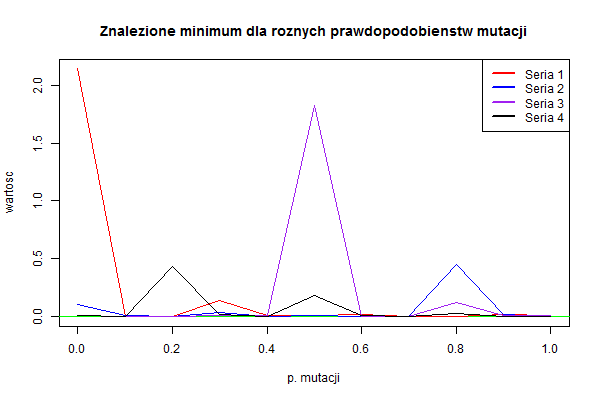 Znalezione minimum dla roznych prawdopodobienstw mutacji
Seria 1
Seria 2
Seria 3
Seria 4
wartosc
2.0
1.5
1.0
0.5
0.0
0.0 0.2 0.4 0.6 0.8 1.0
p. mutacji